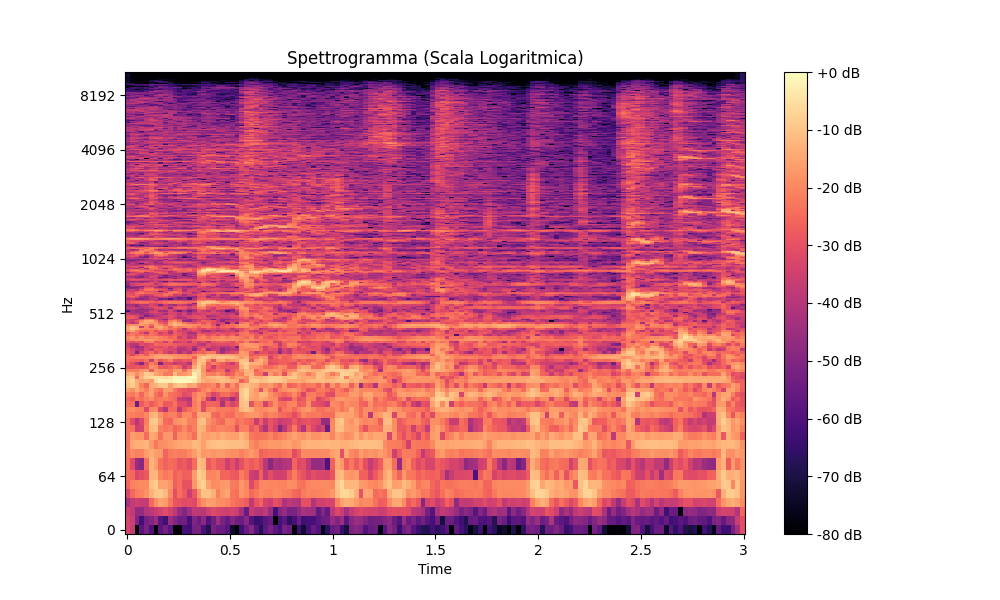 Spettrogramma (Scala Logaritmica)
8192
4096
2048
1024
512
256
128
64
0
Hz
0
0.5
1
1.5
2
2.5
3
Time
+0 dB
-10 dB
-20 dB
-30 dB
-40 dB
-50 dB
-60 dB
-70 dB
-80 dB